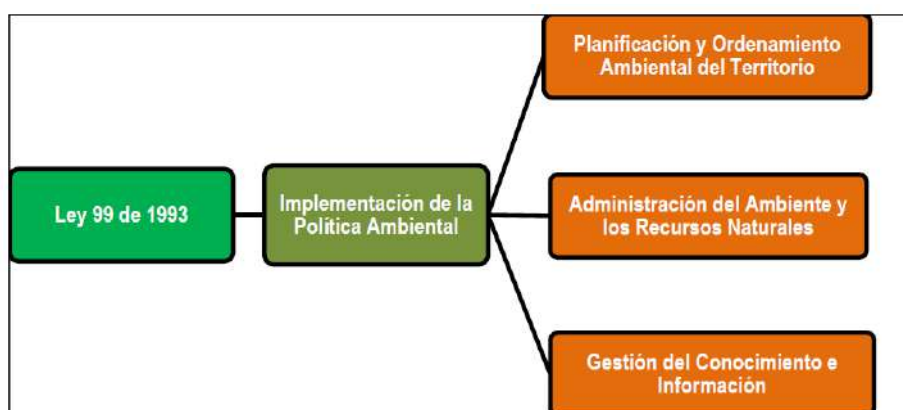 Planificación y Ordenamiento
Ambiental del Territorio
Ley 99 de 1993
Implementación de la
Política Ambiental
Administración del Ambiente y
los Recursos Naturales
Gestión del Conocimiento e
Información